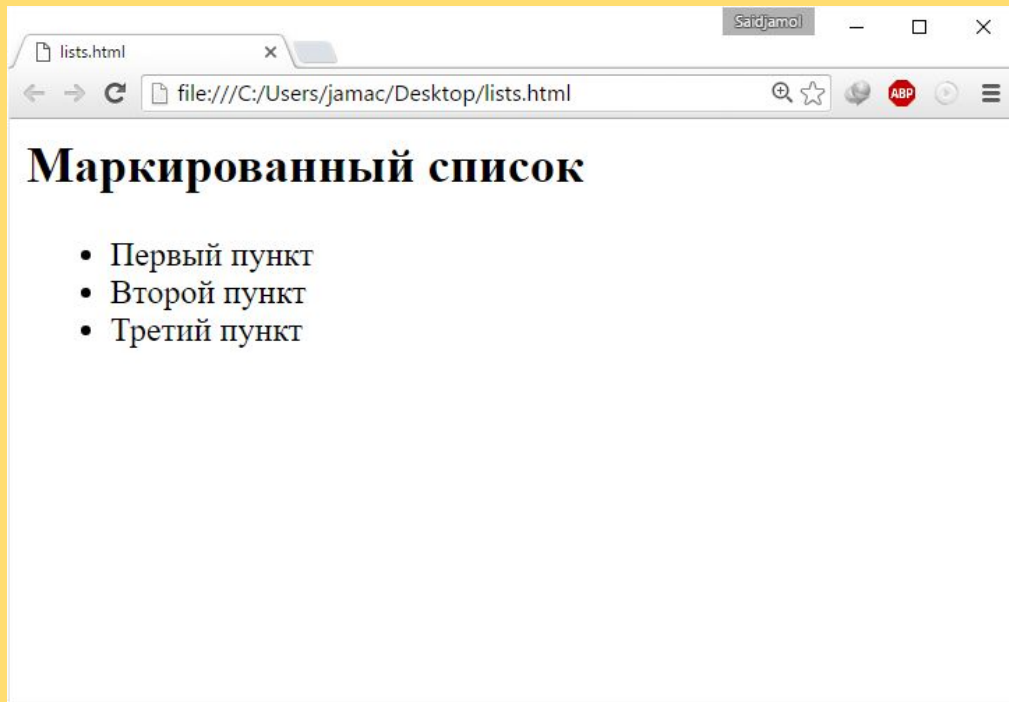 Saidjamol
lists.html
file:///C:/Users/jamac/Desktop/lists.html
ABP
Маркированный список
• Первый пункт
• Второй пункт
• Третий пункт